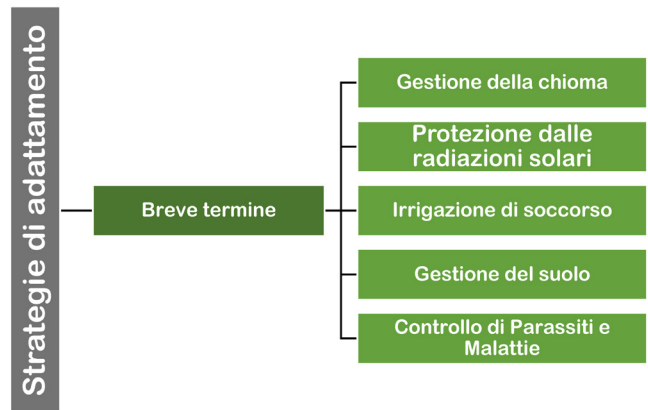 Strategie di adattamento
Breve termine
Gestione della chioma
Protezione dalle
radiazioni solari
Irrigazione di soccorso
Gestione del suolo
Controllo di Parassiti e
Malattie